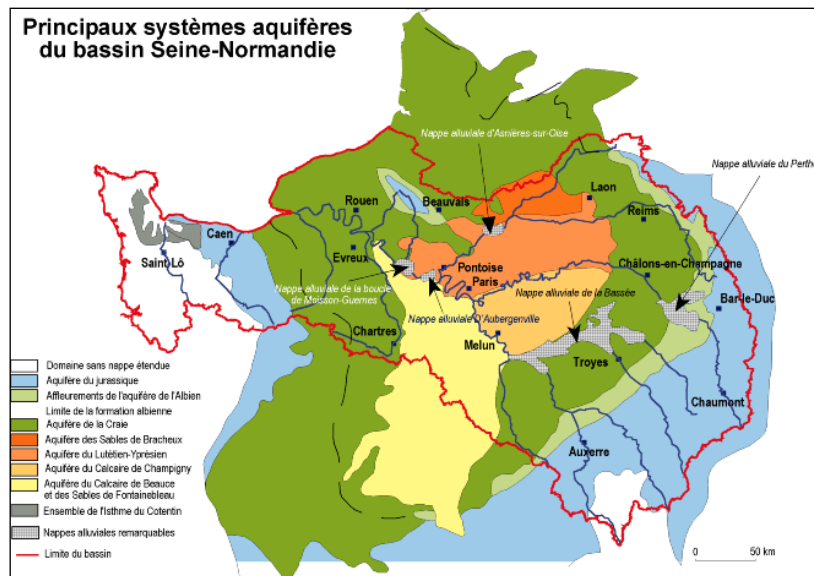 Principaux systèmes aquifères
du bassin Seine-Normandie
Nappe alluviale d'Asnières-sur-Oise
Nappe alluviale du Perthois
Laon
Rouen
Beauvais
Reims
Caen
Evreux
Saint Lô
Pontoise
Châlons-en-Champagne
Paris
Nappe alluviale de la boucle
de Moisson-Guernes
Nappe alluviale de la Bassée
Bar-le-Duc
Nappe alluviale D'Aubergenville
Chartres
Melun
Troyes
Chaumont
Auxerre
Domaine sans nappe étendue
Aquifère du jurassique
Affleurements de l'aquifère de l'Albien
Limite de la formation albienne
Aquifère de la Craie
Aquifère des Sables de Bracheux
Aquifère du Lutétien-Yprésien
Aquifère du Calcaire de Champigny
Aquifère du Calcaire de Beauce
et des Sables de Fontainebleau
Ensemble de l'Isthme du Cotentin
Nappes alluviales remarquables
Limite du bassin
0 50 km